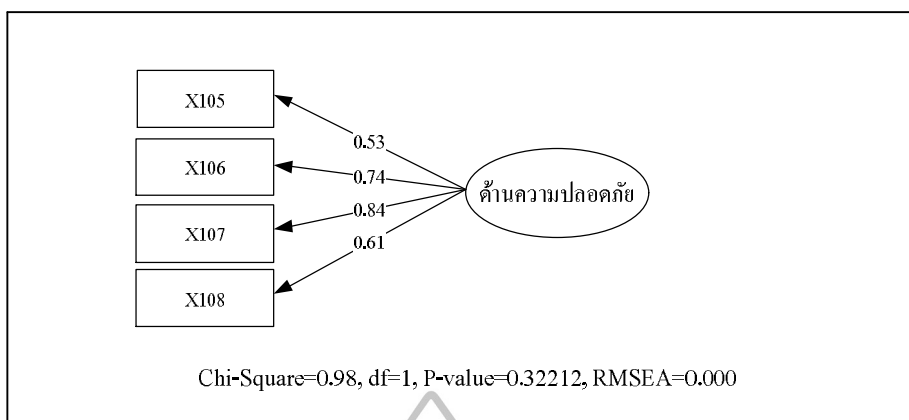 X105
0.53
X106
0.74
ด้านความปลอดภัย
0.84
X107
0.61
X108
Chi-Square=0.98, df=1, P-value=0.32212, RMSEA=0.000